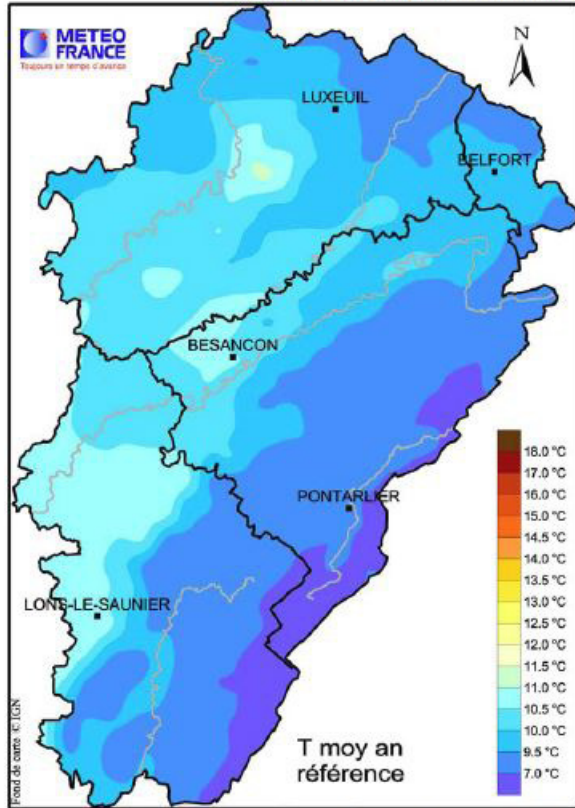 METEO
FRANCE
Toujours un temps d'avance
N
LUXEUIL
BELFORT
BESANCON
PONTARLIER
LONS-LE-SAUNIER
18.0 °C
17.0 °C
16.0 °C
15.0 °C
14.5 °C
14.0 °C
13.5 °C
13.0 °C
12.5 °C
12.0 °C
11.5 °C
11.0 °C
10.5 °C
10.0 °C
9.5 °C
7.0 °C
T moy an
référence
Fond de carte © IGN